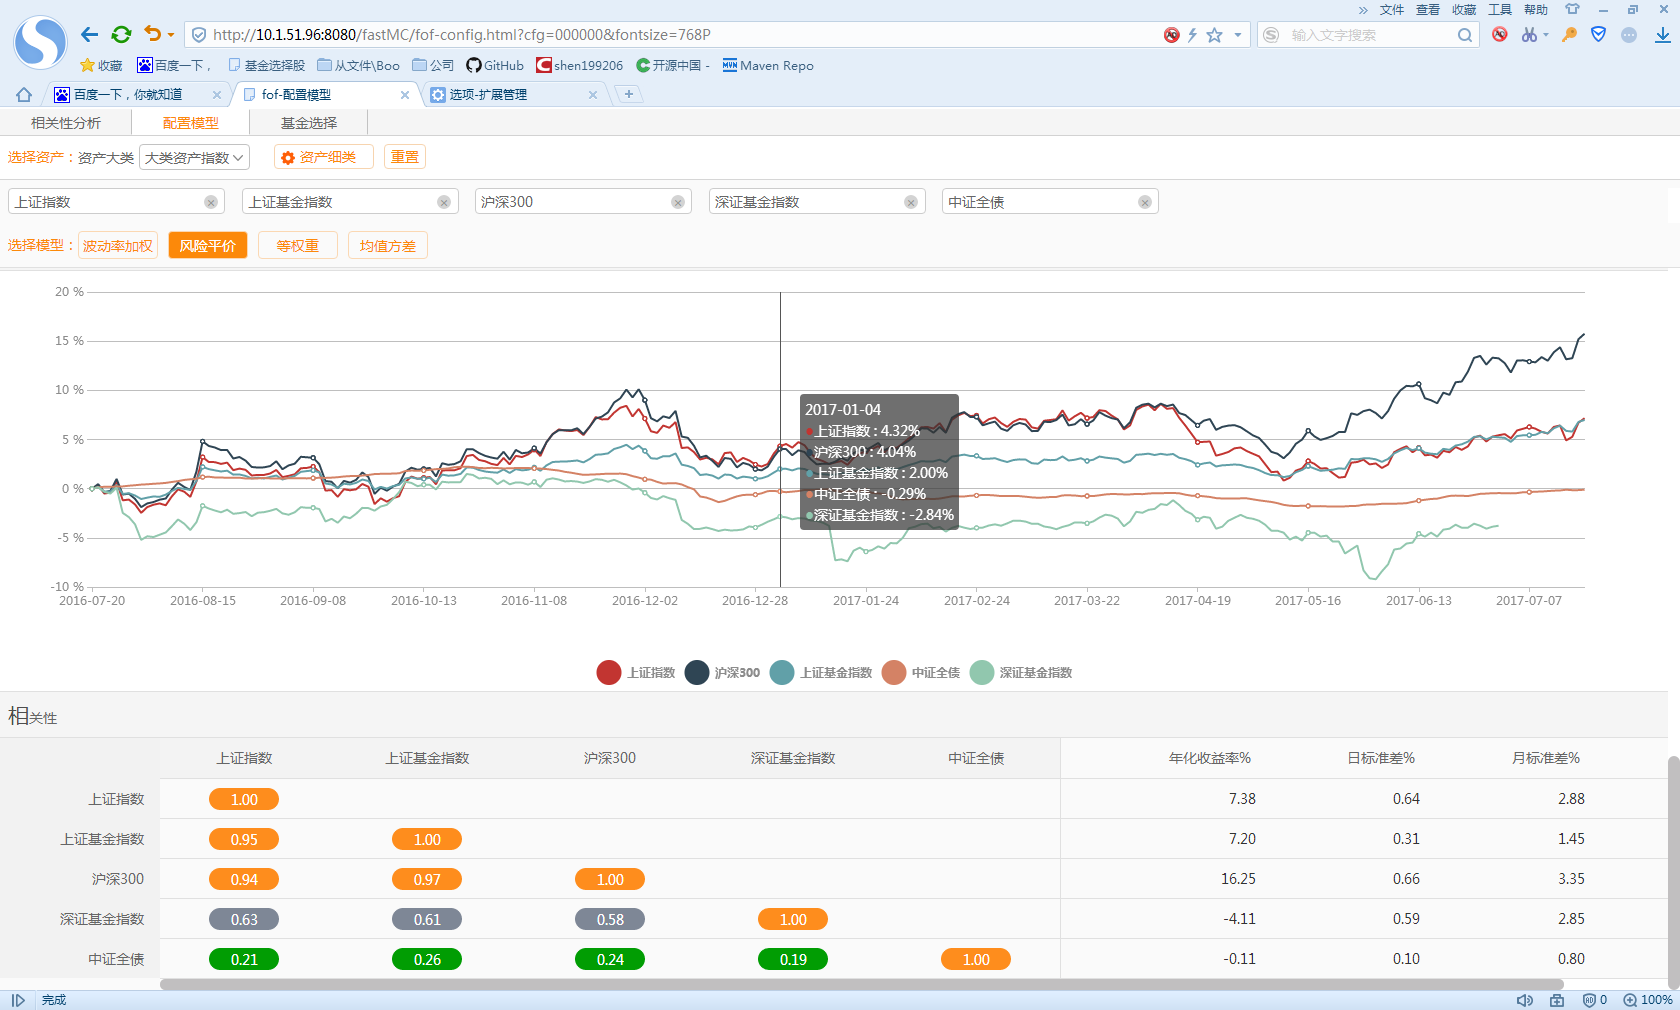 » 文件 查看 收藏 工具 帮助
http://10.1.51.96:8080/fastMC/fof-config.html?cfg=000000&fontsize=768P
输入文字搜索
收藏 百度一下， 基金选择股 从文件\Boo 公司 GitHub shen199206 开源中国 - Maven Repo
百度一下，你就知道 fof-配置模型 选项-扩展管理
相关性分析 配置模型 基金选择
选择资产： 资产大类 大类资产指数 资产细类 重置
上证指数 上证基金指数 沪深300 深证基金指数 中证全债
选择模型： 波动率加权 风险平价 等权重 均值方差
20 %
15 %
10 %
5 %
0 %
-5 %
-10 %
2017-01-04
上证指数 : 4.32%
沪深300 : 4.04%
上证基金指数 : 2.00%
中证全债 : -0.29%
深证基金指数 : -2.84%
2016-07-20 2016-08-15 2016-09-08 2016-10-13 2016-11-08 2016-12-02 2016-12-28 2017-01-24 2017-02-24 2017-03-22 2017-04-19 2017-05-16 2017-06-13 2017-07-07
上证指数 沪深300 上证基金指数 中证全债 深证基金指数
相关性
上证指数 上证基金指数 沪深300 深证基金指数 中证全债 年化收益率% 日标准差% 月标准差%
上证指数 1.00 7.38 0.64 2.88
上证基金指数 0.95 1.00 7.20 0.31 1.45
沪深300 0.94 0.97 1.00 16.25 0.66 3.35
深证基金指数 0.63 0.61 0.58 1.00 -4.11 0.59 2.85
中证全债 0.21 0.26 0.24 0.19 1.00 -0.11 0.10 0.80
完成 0 100%